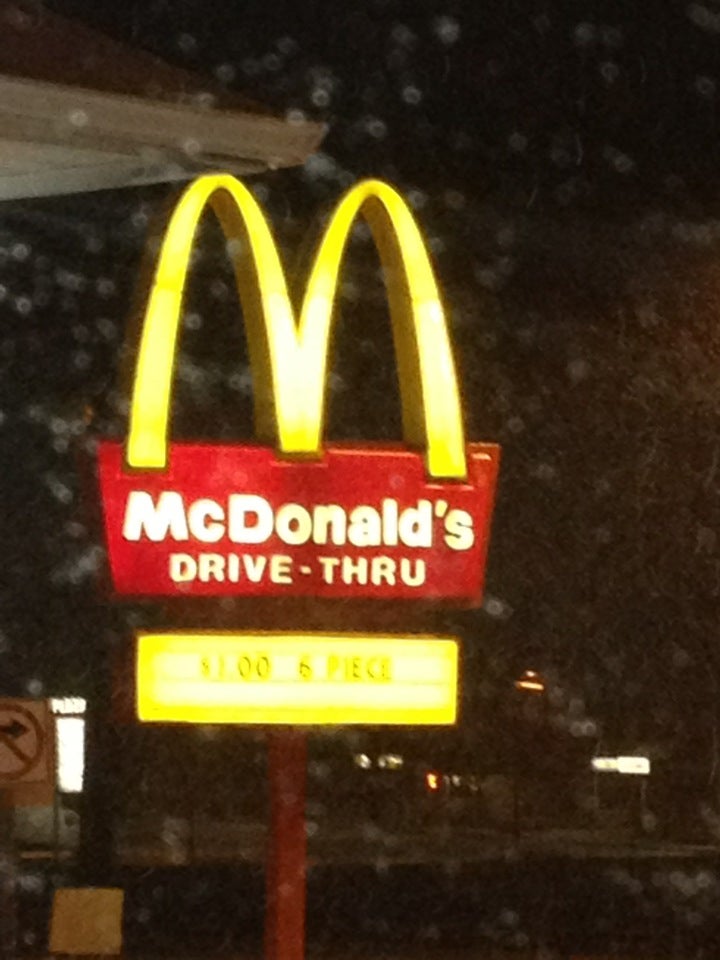 McDonald's
DRIVE-THRU
$1.00 6 PIECE